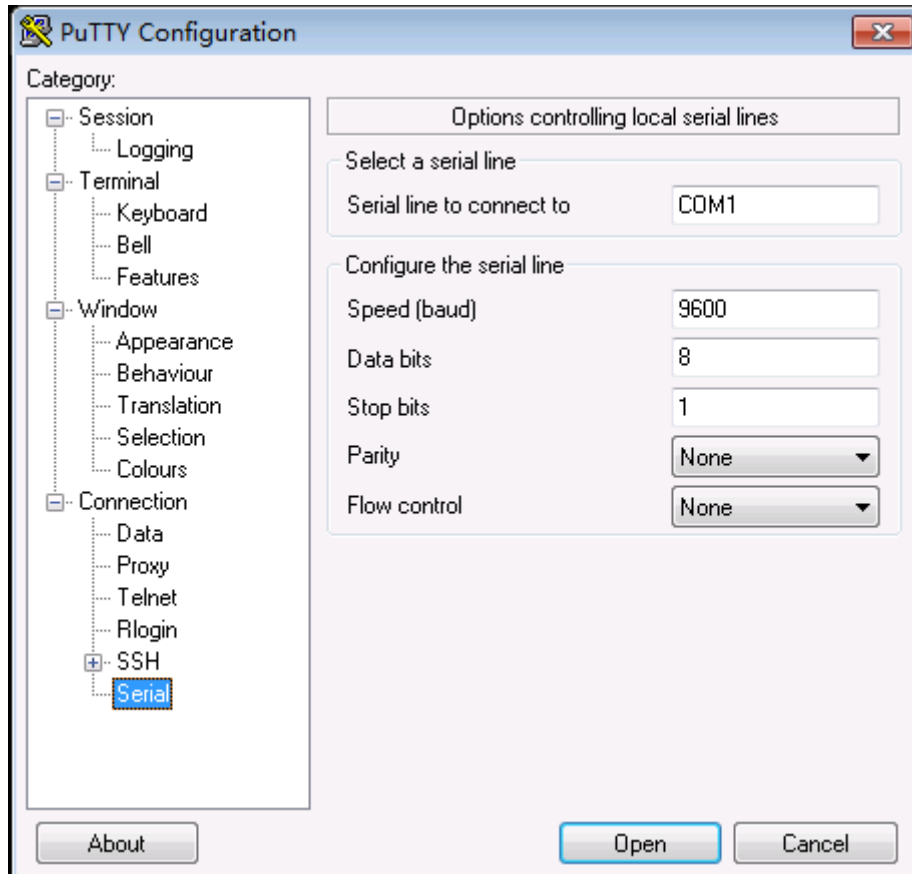 PuTTY Configuration
Category:
Session
Logging
Terminal
Keyboard
Bell
Features
Window
Appearance
Behaviour
Translation
Selection
Colours
Connection
Data
Proxy
Telnet
Rlogin
SSH
Serial
Options controlling local serial lines
Select a serial line
Serial line to connect to COM1
Configure the serial line
Speed (baud) 9600
Data bits 8
Stop bits 1
Parity None
Flow control None
About Open Cancel